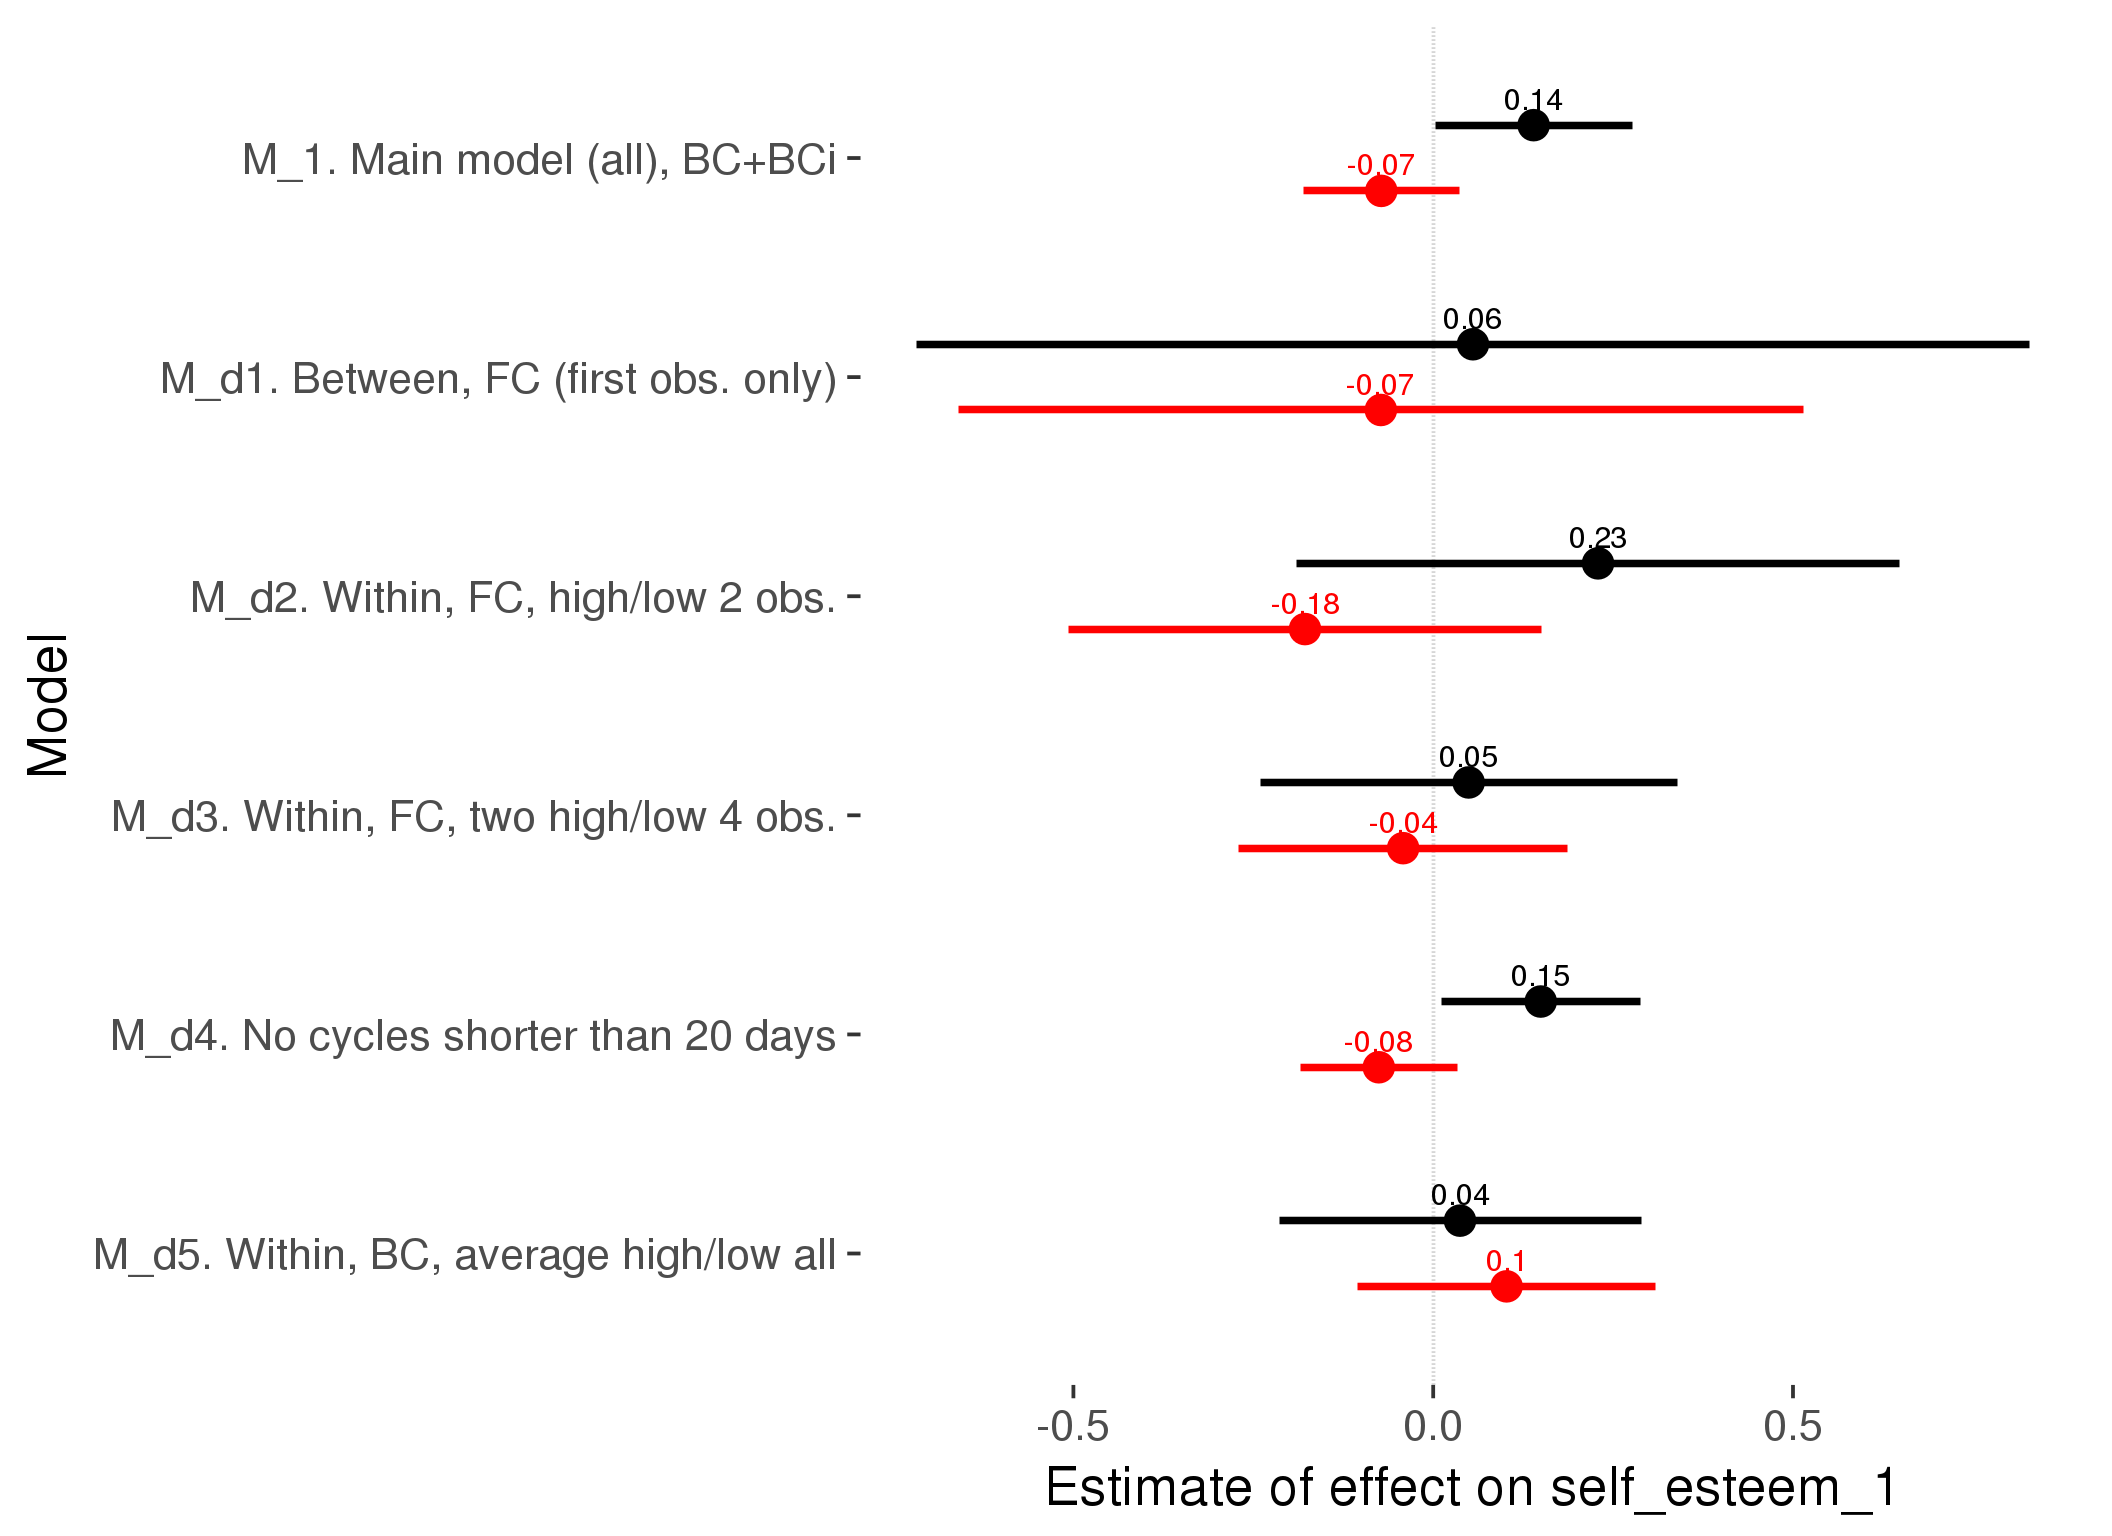 0.14
M_1. Main model (all), BC+BCi
-0.07
0.06
M_d1. Between, FC (first obs. only)
-0.07
0.23
M_d2. Within, FC, high/low 2 obs.
-0.18
Model
0.05
M_d3. Within, FC, two high/low 4 obs.
-0.04
0.15
M_d4. No cycles shorter than 20 days
-0.08
0.04
M_d5. Within, BC, average high/low all
0.1
-0.5 0.0 0.5
Estimate of effect on self_esteem_1